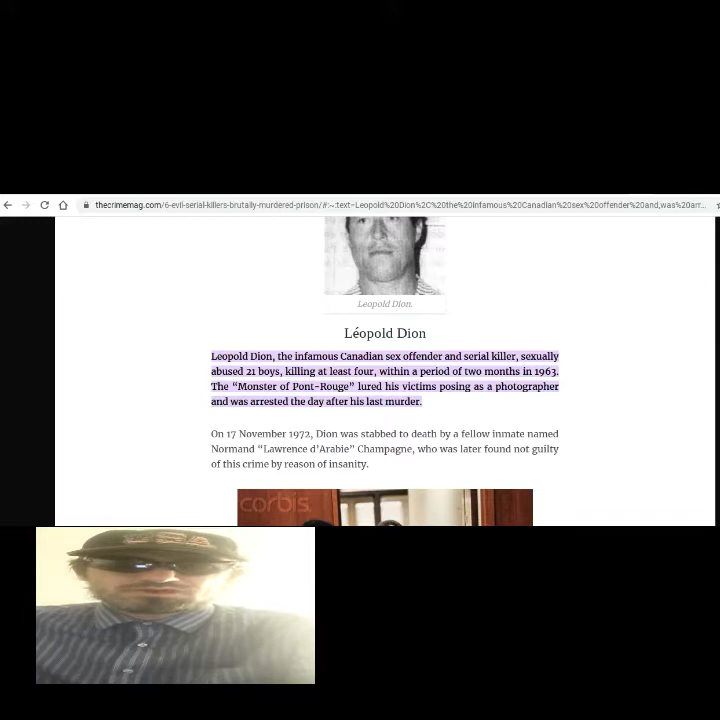 thecrimemag.com/6-evil-serial-killers-brutally-murdered-prison/#:~:text=Leopold%20Dion%2C%20the%20infamous%20Canadian%20sex%20offender%20and,was%20arr...
Leopold Dion.
Léopold Dion
Leopold Dion, the infamous Canadian sex offender and serial killer, sexually
abused 21 boys, killing at least four, within a period of two months in 1963.
The “Monster of Pont-Rouge” lured his victims posing as a photographer
and was arrested the day after his last murder.
On 17 November 1972, Dion was stabbed to death by a fellow inmate named
Normand “Lawrence d’Arabie” Champagne, who was later found not guilty
of this crime by reason of insanity.
corbis.
USA